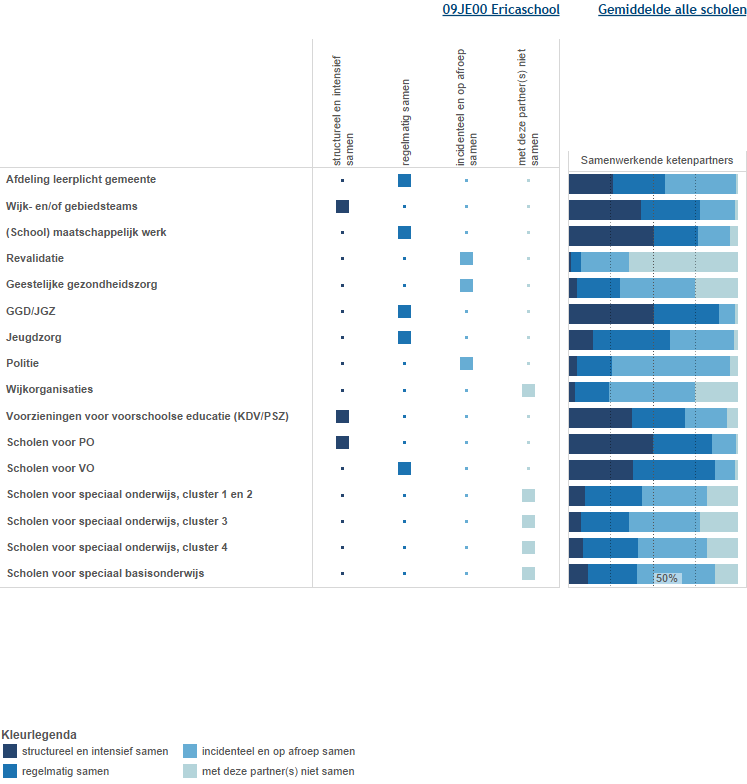 09JE00 Ericaschool
Gemiddelde alle scholen
structureel en intensief
samen
regelmatig samen
incidenteel en op afroep
samen
met deze partner(s) niet
samen
Samenwerkende ketenpartners
Afdeling leerplicht gemeente
Wijk- en/of gebiedsteams
(School) maatschappelijk werk
Revalidatie
Geestelijke gezondheidszorg
GGD/JGZ
Jeugdzorg
Politie
Wijkorganisaties
Voorzieningen voor voorschoolse educatie (KDV/PSZ)
Scholen voor PO
Scholen voor VO
Scholen voor speciaal onderwijs, cluster 1 en 2
Scholen voor speciaal onderwijs, cluster 3
Scholen voor speciaal onderwijs, cluster 4
Scholen voor speciaal basisonderwijs
50%
Kleurlegenda
structureel en intensief samen
incidenteel en op afroep samen
regelmatig samen
met deze partner(s) niet samen